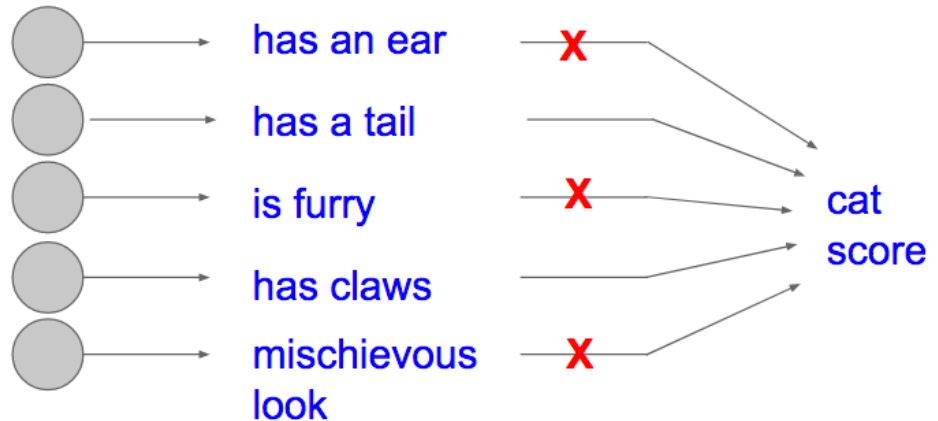 has an ear
X
has a tail
is furry
X
has claws
mischievous
look
X
cat
score